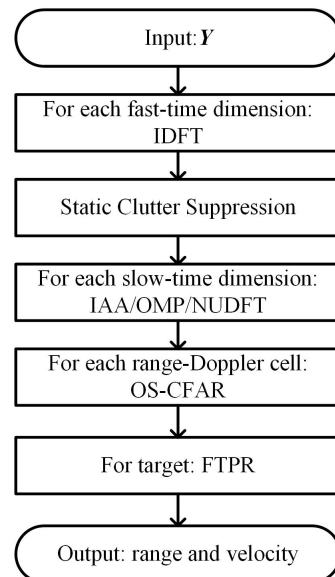 Input: Y
For each fast-time dimension:
IDFT
Static Clutter Suppression
For each slow-time dimension:
IAA/OMP/NUDFT
For each range-Doppler cell:
OS-CFAR
For target: FTPR
Output: range and velocity